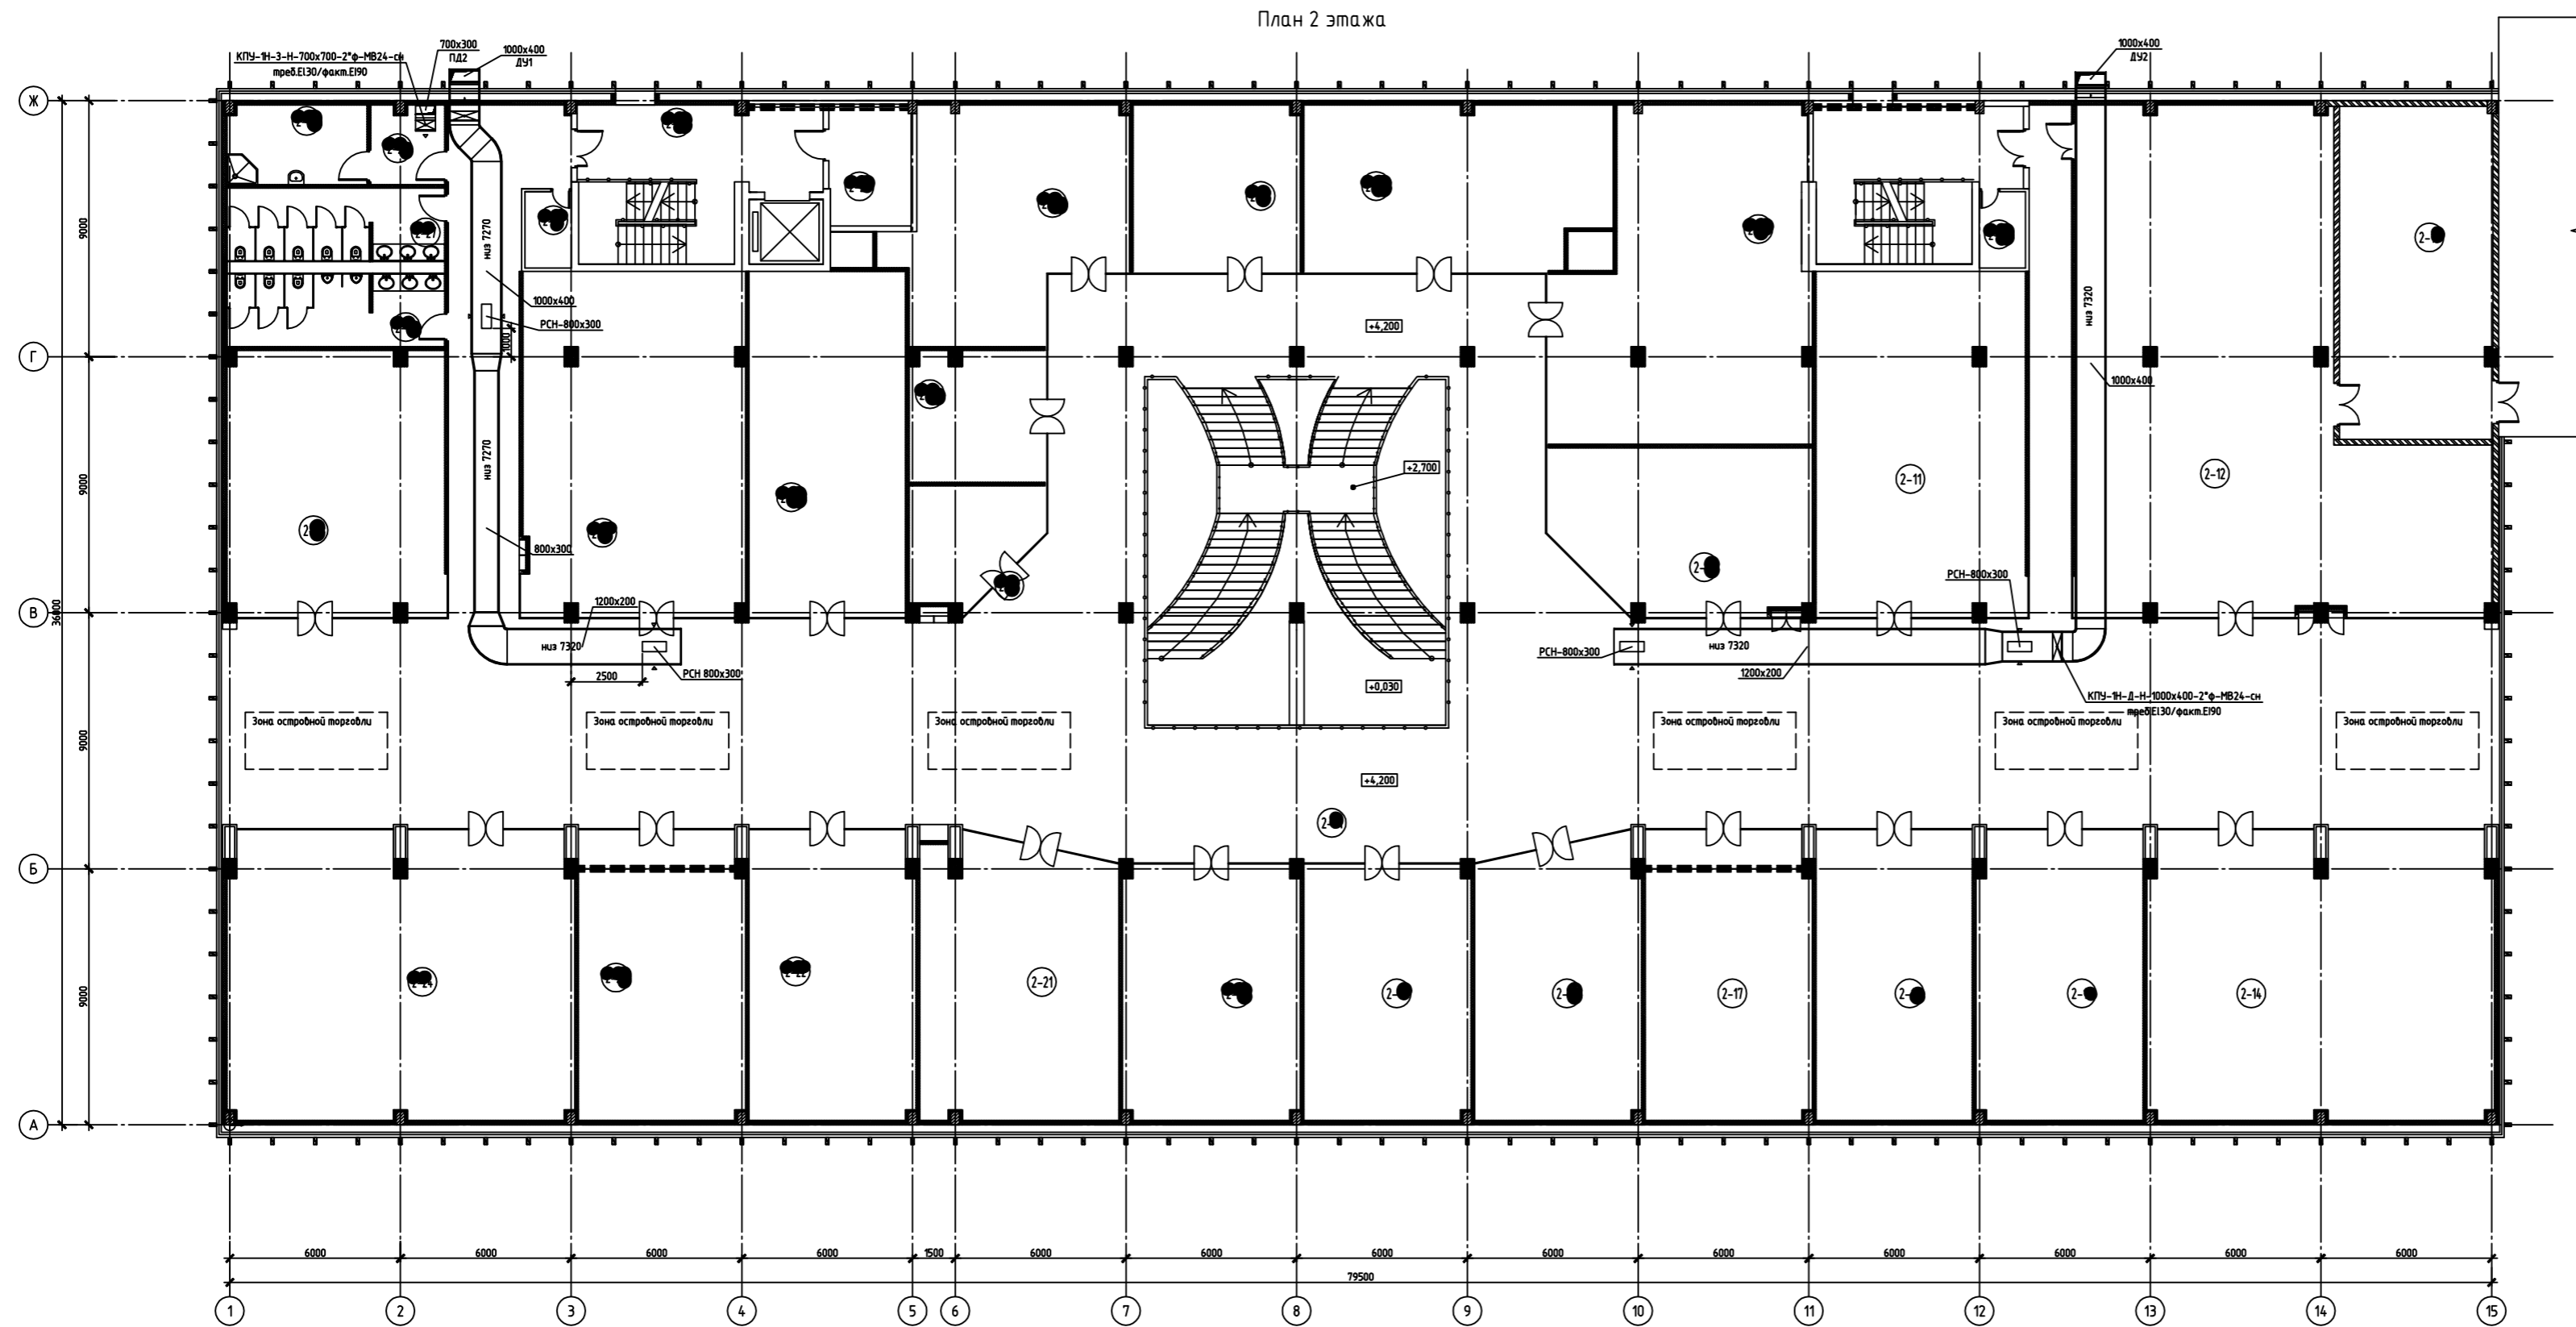 План 2 этажа
КПУ-1Н-З-Н-700х700-2*ф-МВ24-сн
треб.EI30/факт.EI90
700х300
ПД2
1000х400
ДУ1
1000х400
ДУ2
Ж
Г
В
Б
А
9000
9000
9000
9000
36000
низ 7270
1000х400
РСН-800х300
1000
низ 7270
800х300
1200х200
низ 7320
2500
РСН 800х300
+4,200
+2,700
+0,030
+4,200
низ 7320
1000х400
2-11
2-12
РСН-800х300
РСН-800х300
низ 7320
1200х200
КПУ-1Н-Д-Н-1000х400-2*ф-МВ24-сн
треб.EI30/факт.EI90
Зона островной торговли
Зона островной торговли
Зона островной торговли
Зона островной торговли
Зона островной торговли
Зона островной торговли
2-21
2-17
2-14
6000
6000
6000
6000
1500
6000
6000
6000
6000
6000
6000
6000
6000
6000
79500
1
2
3
4
5
6
7
8
9
10
11
12
13
14
15